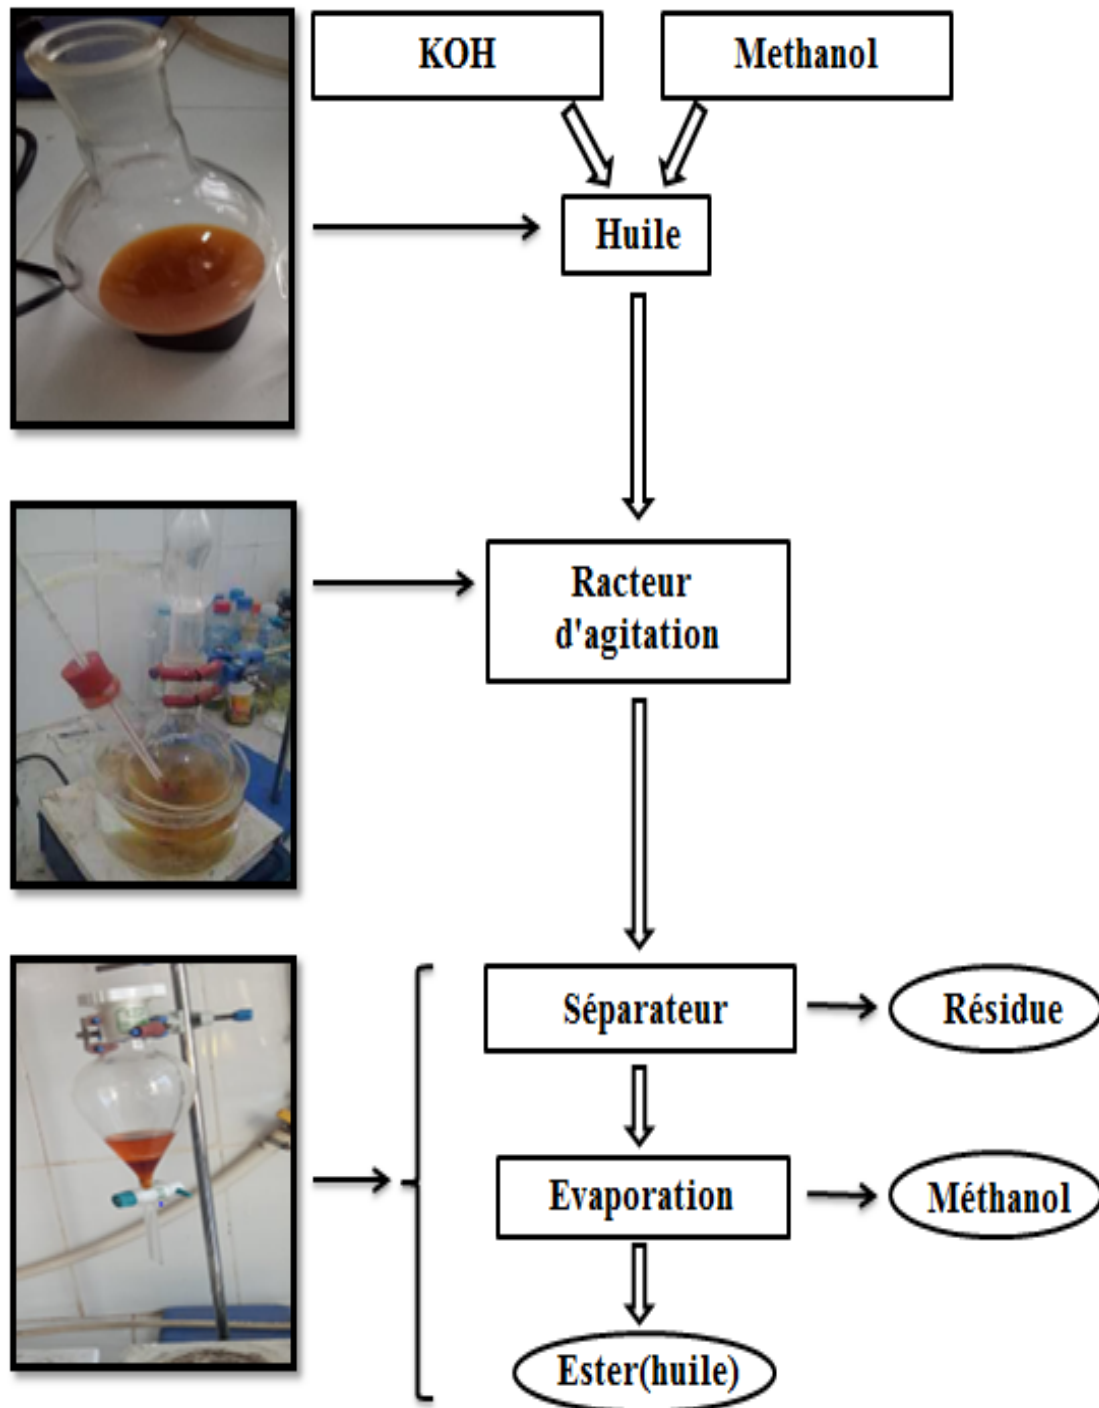 KOH
Methanol
Huile
Racteur
d'agitation
Séparateur
Résidue
Evaporation
Méthanol
Ester(huile)